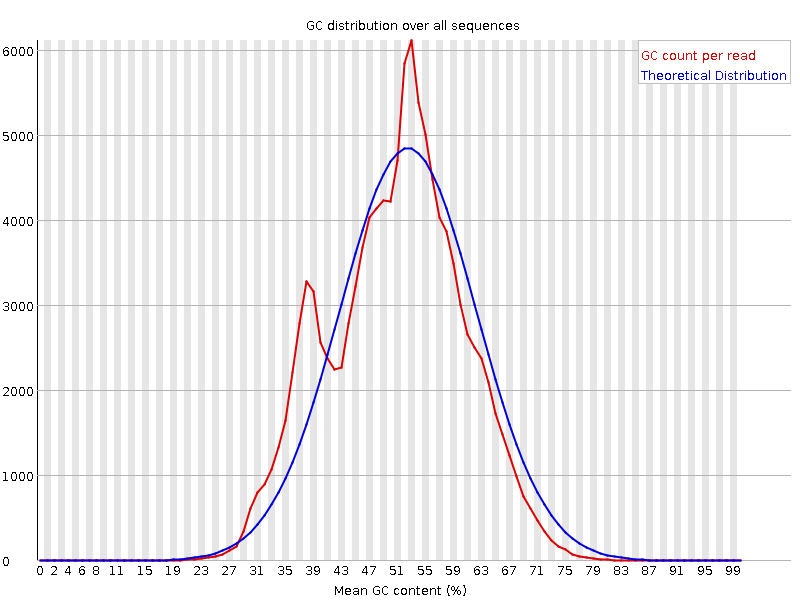 GC distribution over all sequences
GC count per read
Theoretical Distribution
6000
5000
4000
3000
2000
1000
0
0 2 4 6 8 11 15 19 23 27 31 35 39 43 47 51 55 59 63 67 71 75 79 83 87 91 95 99
Mean GC content (%)